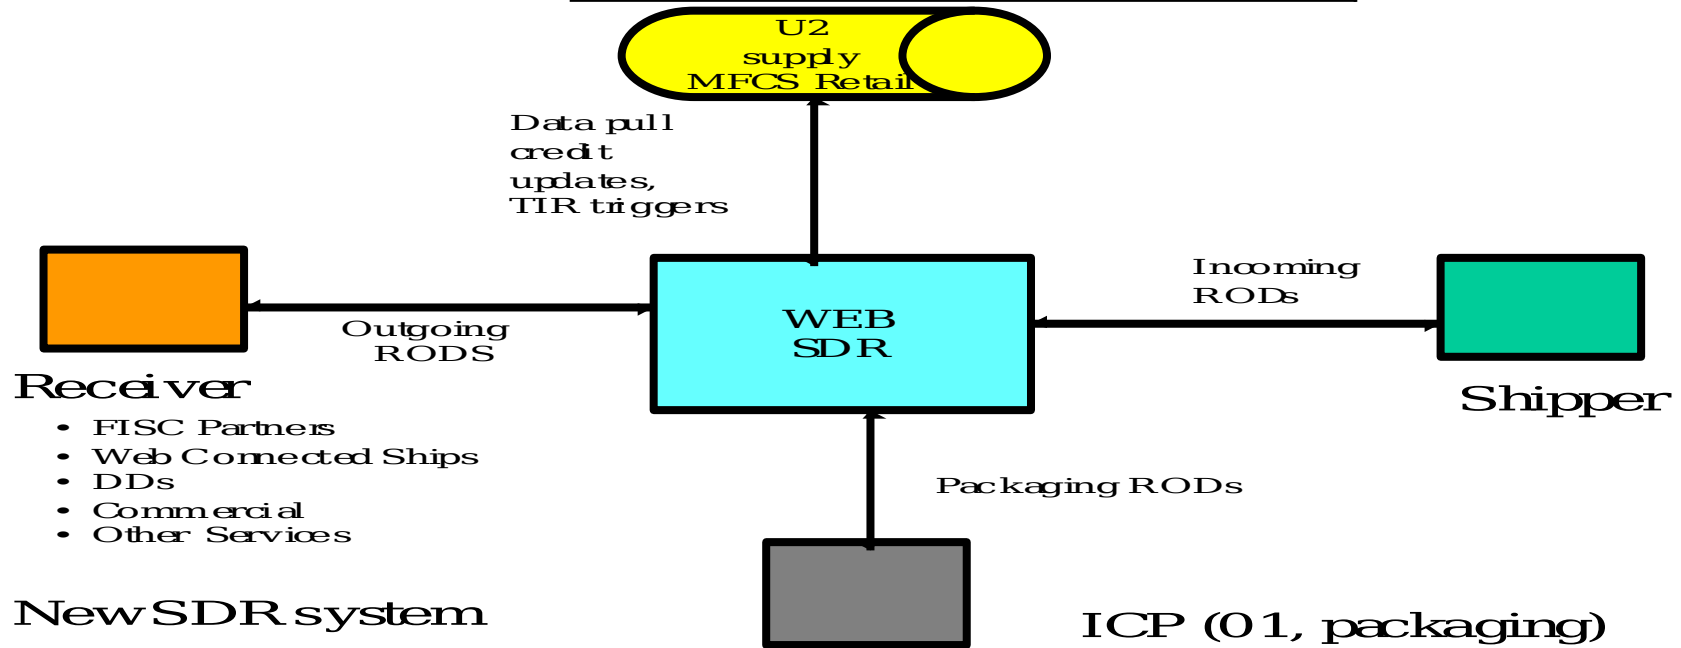 U2
supply
MFCS Retail
Data pull
credit
updates,
TIR triggers
Incoming
RODs
WEB
SDR
Outgoing
RODS
Receiver
• FISC Partners
• Web Connected Ships
• DDs
• Commercial
• Other Services
Shipper
Packaging RODs
New SDR system
ICP (01, packaging)